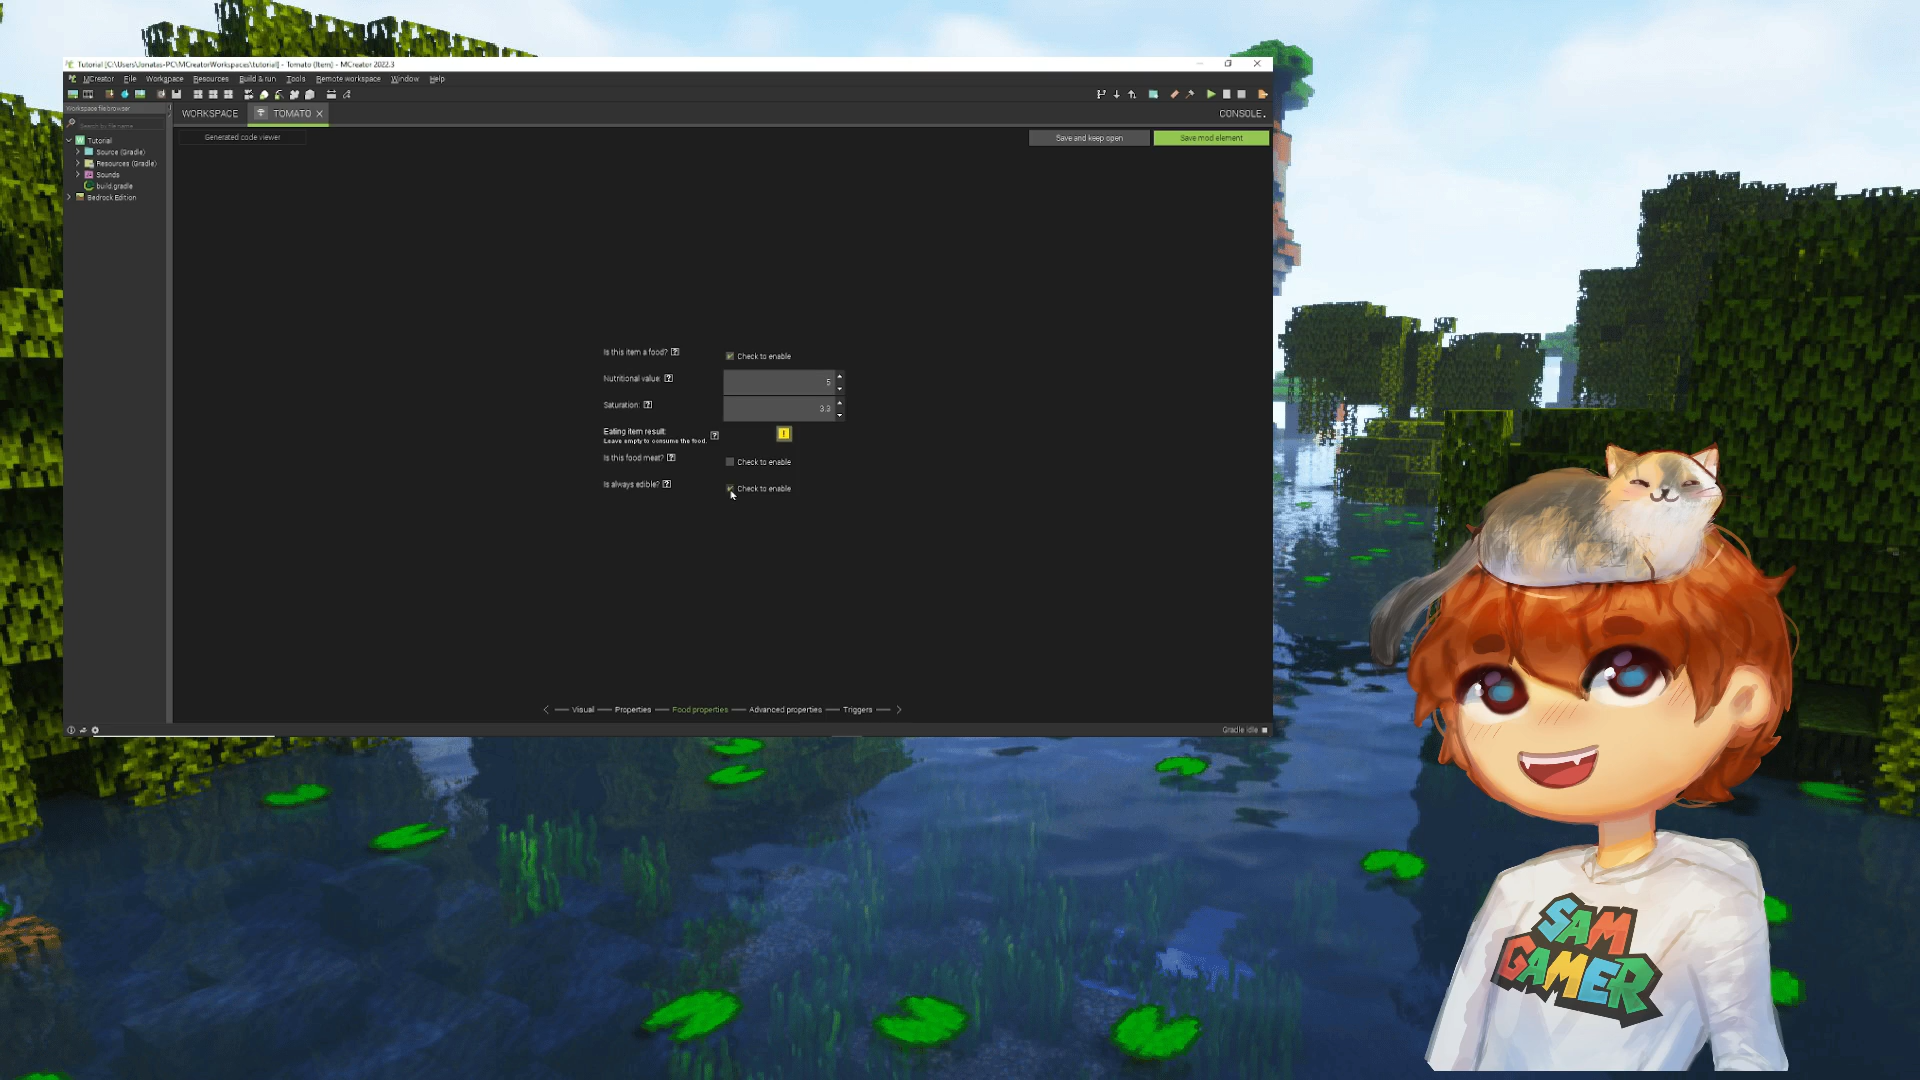 Tutorial [C:\Users\Jonatas-PC\MCreatorWorkspaces\tutorial] - Tomato (Item) - MCreator 2022.3
MCreator File Workspace Resources Build & run Tools Remote workspace Window Help
Workspace file browser
WORKSPACE
TOMATO
CONSOLE
Search by file name
Generated code viewer
Save and keep open
Save mod element
Tutorial
Source (Gradle)
Resources (Gradle)
Sounds
build.gradle
Bedrock Edition
Is this item a food? ?
Check to enable
Nutritional value: ?
5
Saturation: ?
3.3
Eating item result:
Leave empty to consume the food. ?
Is this food meat? ?
Check to enable
Is always edible? ?
Check to enable
Visual
Properties
Food properties
Advanced properties
Triggers
Gradle idle
SAM
GAMER